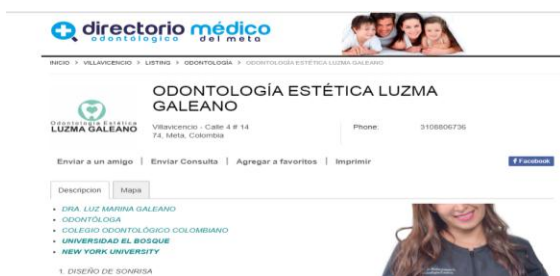 directorio médico
odontológico del meta
INICIO > VILLAVICENCIO > LISTING > ODONTOLOGÍA > ODONTOLOGÍA ESTÉTICA LUZMA GALEANO
ODONTOLOGÍA ESTÉTICA LUZMA
GALEANO
Odontología Estética
LUZMA GALEANO
Villavicencio - Calle 4 # 14
74, Meta, Colombia
Phone: 3108806736
Enviar a un amigo | Enviar Consulta | Agregar a favoritos | Imprimir
f Facebook
Descripcion Mapa
• DRA. LUZ MARINA GALEANO
• ODONTÓLOGA
• COLEGIO ODONTOLÓGICO COLOMBIANO
• UNIVERSIDAD EL BOSQUE
• NEW YORK UNIVERSITY
1. DISEÑO DE SONRISA